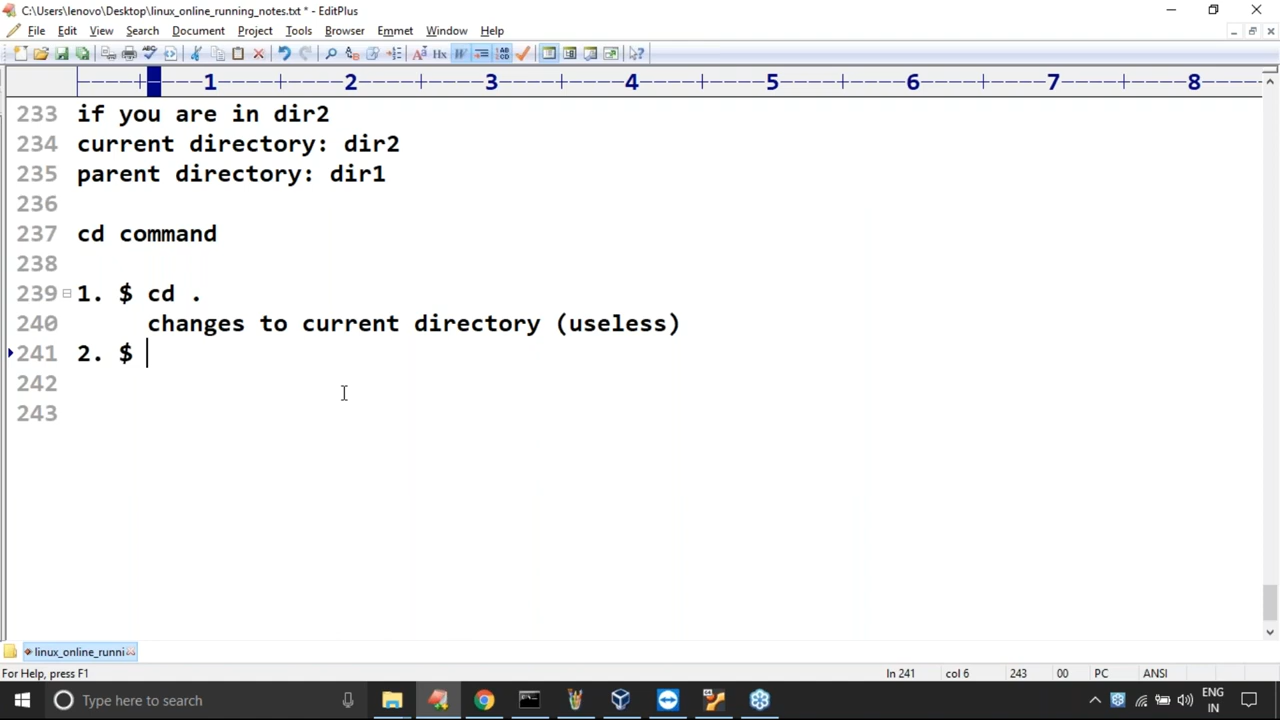 C:\Users\lenovo\Desktop\linux_online_running_notes.txt * - EditPlus
File Edit View Search Document Project Tools Browser Emmet Window Help
1 2 3 4 5 6 7 8
233 if you are in dir2
234 current directory: dir2
235 parent directory: dir1
236
237 cd command
238
239 1. $ cd .
240 changes to current directory (useless)
241 2. $
242
243
linux_online_runni
For Help, press F1 ln 241 col 6 243 00 PC ANSI
Type here to search ENG
IN